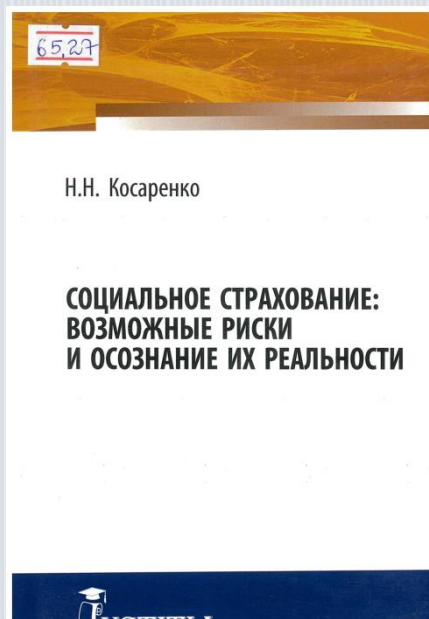 65,27
Н.Н. Косаренко
СОЦИАЛЬНОЕ СТРАХОВАНИЕ:
ВОЗМОЖНЫЕ РИСКИ
И ОСОЗНАНИЕ ИХ РЕАЛЬНОСТИ